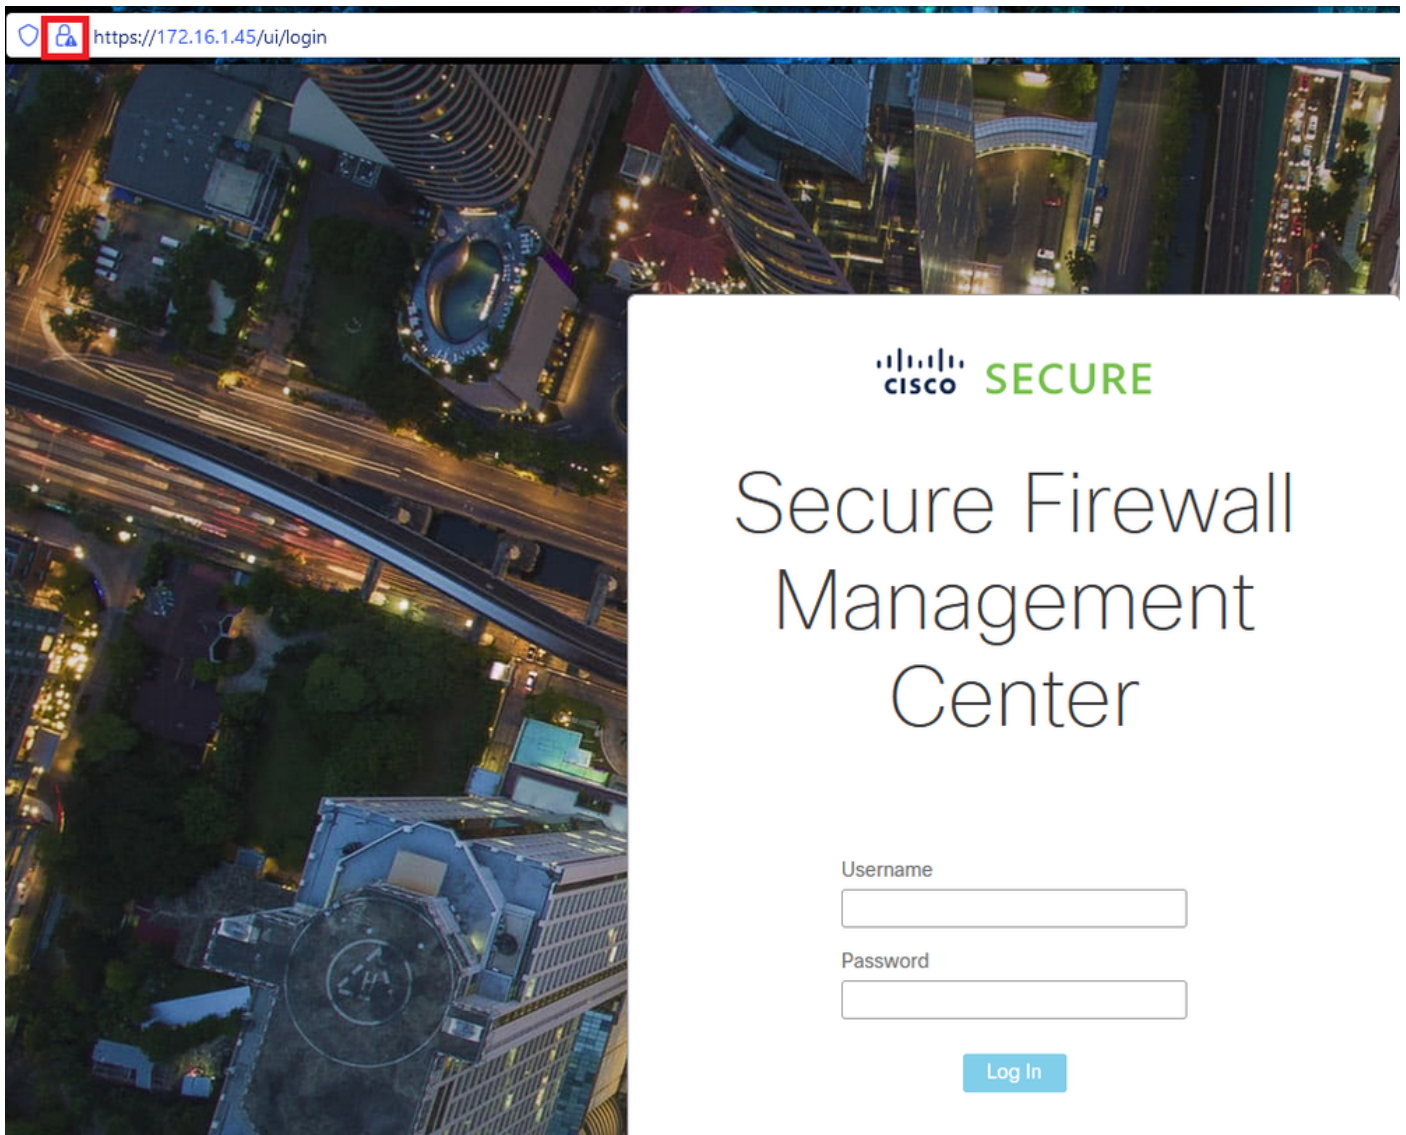 https://172.16.1.45/ui/login
CISCO SECURE
Secure Firewall
Management
Center
Username
Password
Log In